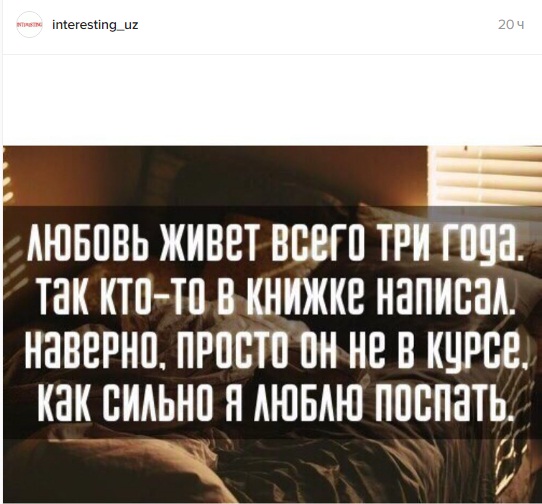 INTERESTING
interesting_uz
20 ч
ЛЮБОВЬ ЖИВЕТ ВСЕГО ТРИ ГОДА.
ТАК КТО-ТО В КНИЖКЕ НАПИСАЛ.
НАВЕРНО, ПРОСТО ОН НЕ В КУРСЕ,
КАК СИЛЬНО Я ЛЮБЛЮ ПОСПАТЬ.